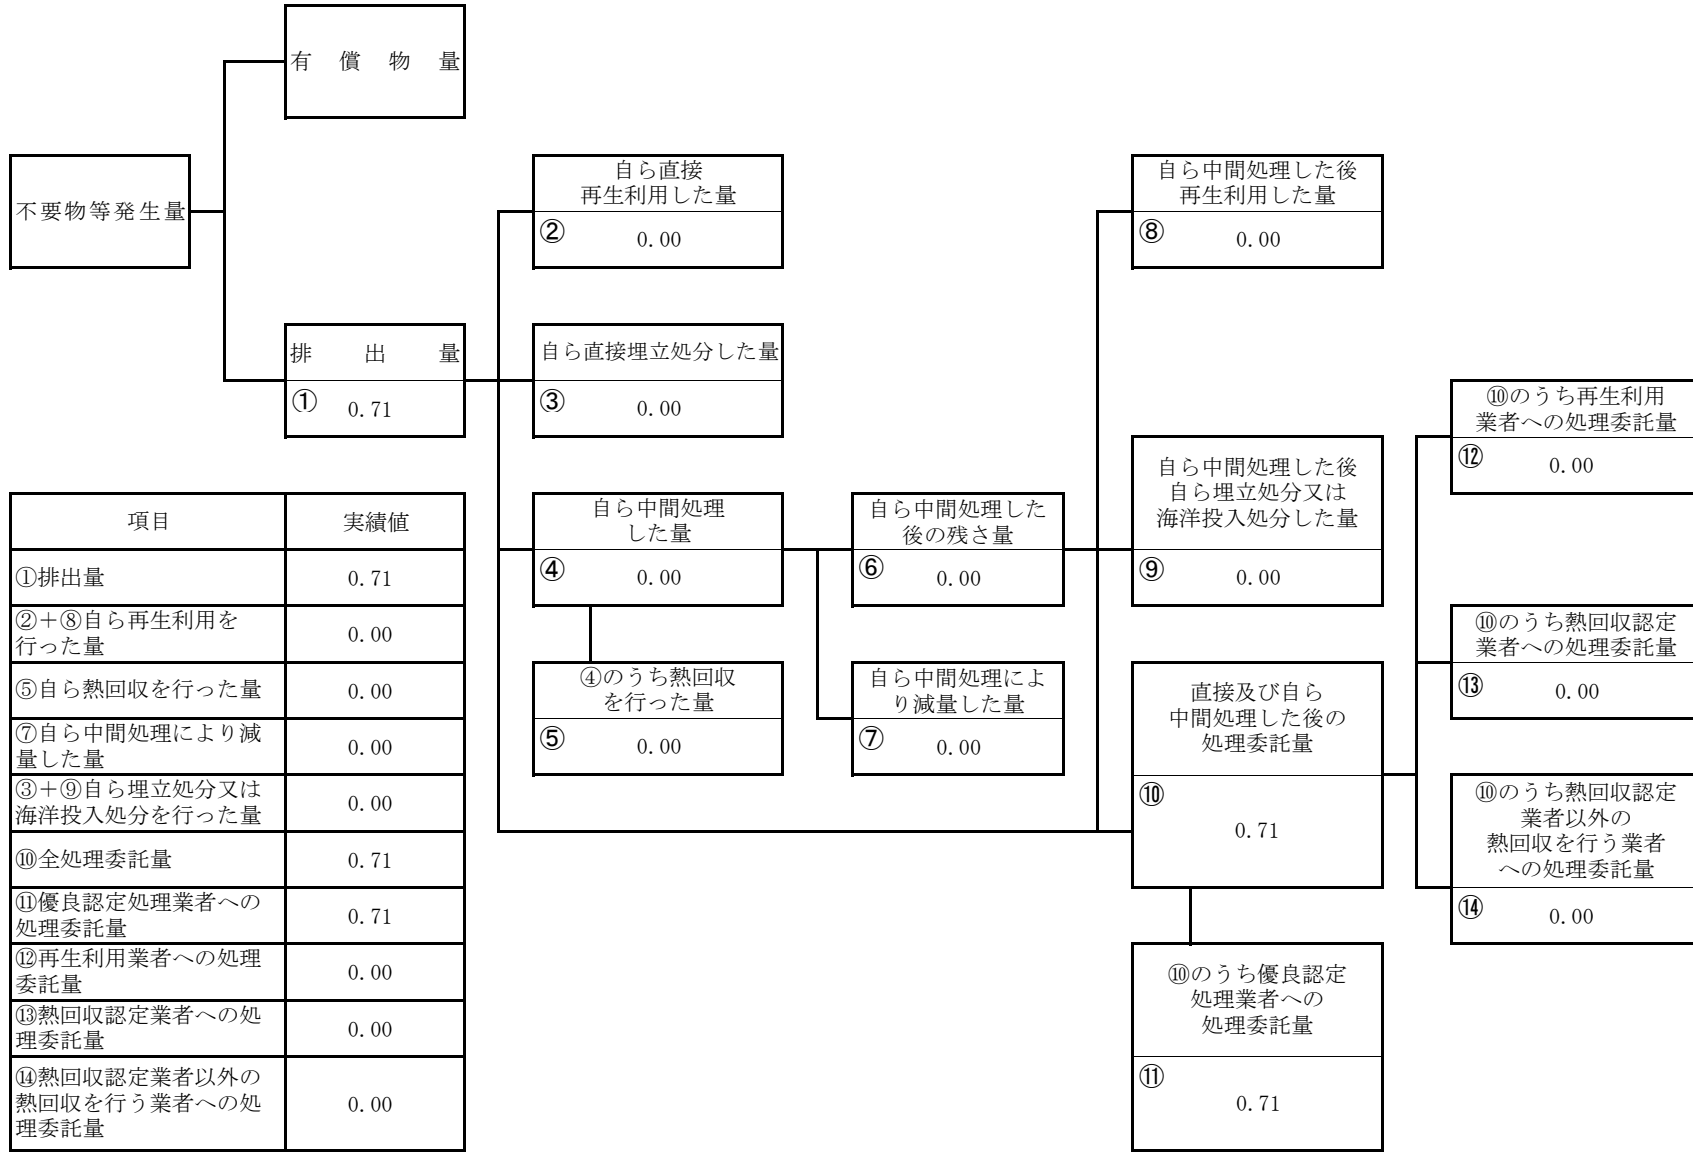 有償物量
不要物等発生量
排出量
① 0.71
自ら直接
再生利用した量
② 0.00
自ら直接埋立処分した量
③ 0.00
自ら中間処理
した量
④ 0.00
④のうち熱回収
を行った量
⑤ 0.00
自ら中間処理した
後の残さ量
⑥ 0.00
自ら中間処理によ
り減量した量
⑦ 0.00
自ら中間処理した後
再生利用した量
⑧ 0.00
自ら中間処理した後
自ら埋立処分又は
海洋投入処分した量
⑨ 0.00
直接及び自ら
中間処理した後の
処理委託量
⑩
0.71
⑩のうち優良認定
処理業者への
処理委託量
⑪
0.71
⑩のうち再生利用
業者への処理委託量
⑫ 0.00
⑩のうち熱回収認定
業者への処理委託量
⑬ 0.00
⑩のうち熱回収認定
業者以外の
熱回収を行う業者
への処理委託量
⑭ 0.00
項目 実績値
①排出量 0.71
②+⑧自ら再生利用を
行った量 0.00
⑤自ら熱回収を行った量 0.00
⑦自ら中間処理により減
量した量 0.00
③+⑨自ら埋立処分又は
海洋投入処分を行った量 0.00
⑩全処理委託量 0.71
⑪優良認定処理業者への
処理委託量 0.71
⑫再生利用業者への処理
委託量 0.00
⑬熱回収認定業者への処
理委託量 0.00
⑭熱回収認定業者以外の
熱回収を行う業者への処
理委託量 0.00